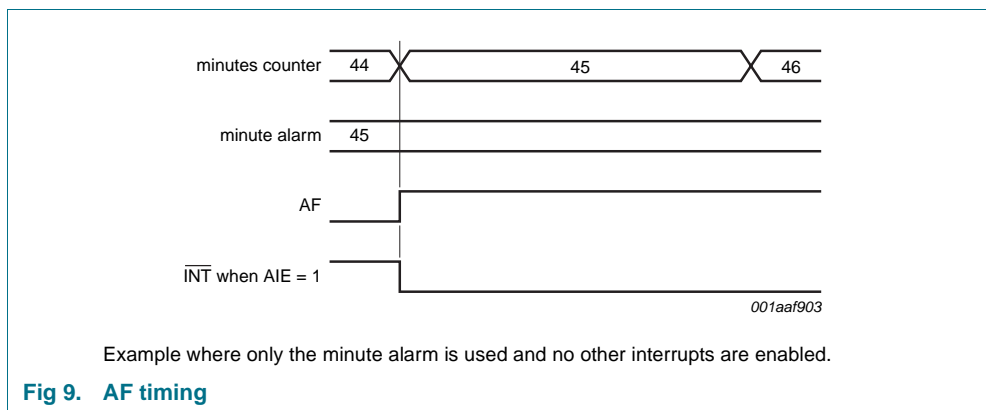 minutes counter 44 45 46
minute alarm 45
AF
INT when AIE = 1
001aaf903
Example where only the minute alarm is used and no other interrupts are enabled.
Fig 9. AF timing